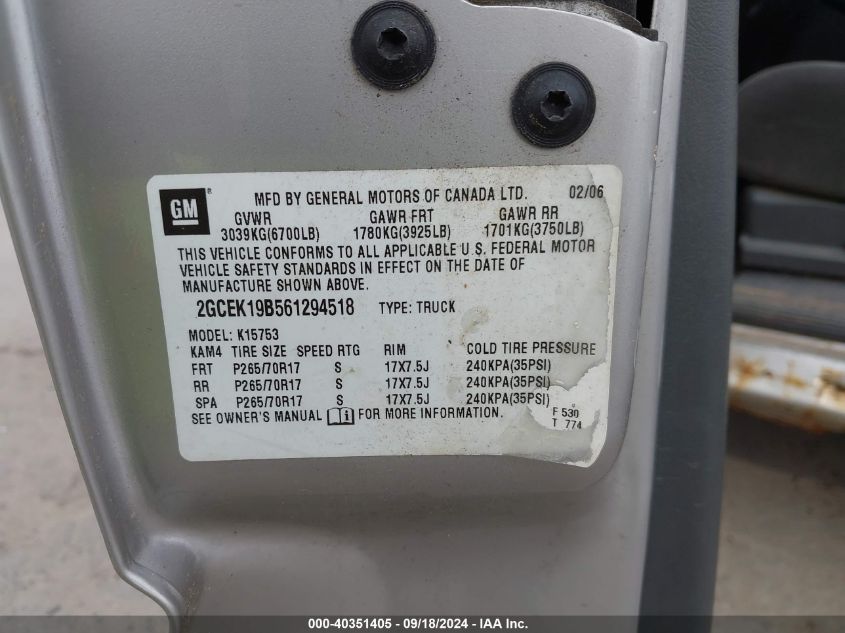 GM
MFD BY GENERAL MOTORS OF CANADA LTD. 02/06
GVWR GAWR FRT GAWR RR
3039KG(6700LB) 1780KG(3925LB) 1701KG(3750LB)
THIS VEHICLE CONFORMS TO ALL APPLICABLE U.S. FEDERAL MOTOR
VEHICLE SAFETY STANDARDS IN EFFECT ON THE DATE OF
MANUFACTURE SHOWN ABOVE.
2GCEK19B561294518 TYPE: TRUCK
MODEL: K15753
KAM4 TIRE SIZE SPEED RTG RIM COLD TIRE PRESSURE
FRT P265/70R17 S 17X7.5J 240KPA(35PSI)
RR P265/70R17 S 17X7.5J 240KPA(35PSI)
SPA P265/70R17 S 17X7.5J 240KPA(35PSI)
SEE OWNER'S MANUAL FOR MORE INFORMATION.
F 530
T 774
000-40351405 - 09/18/2024 - IAA, Inc.